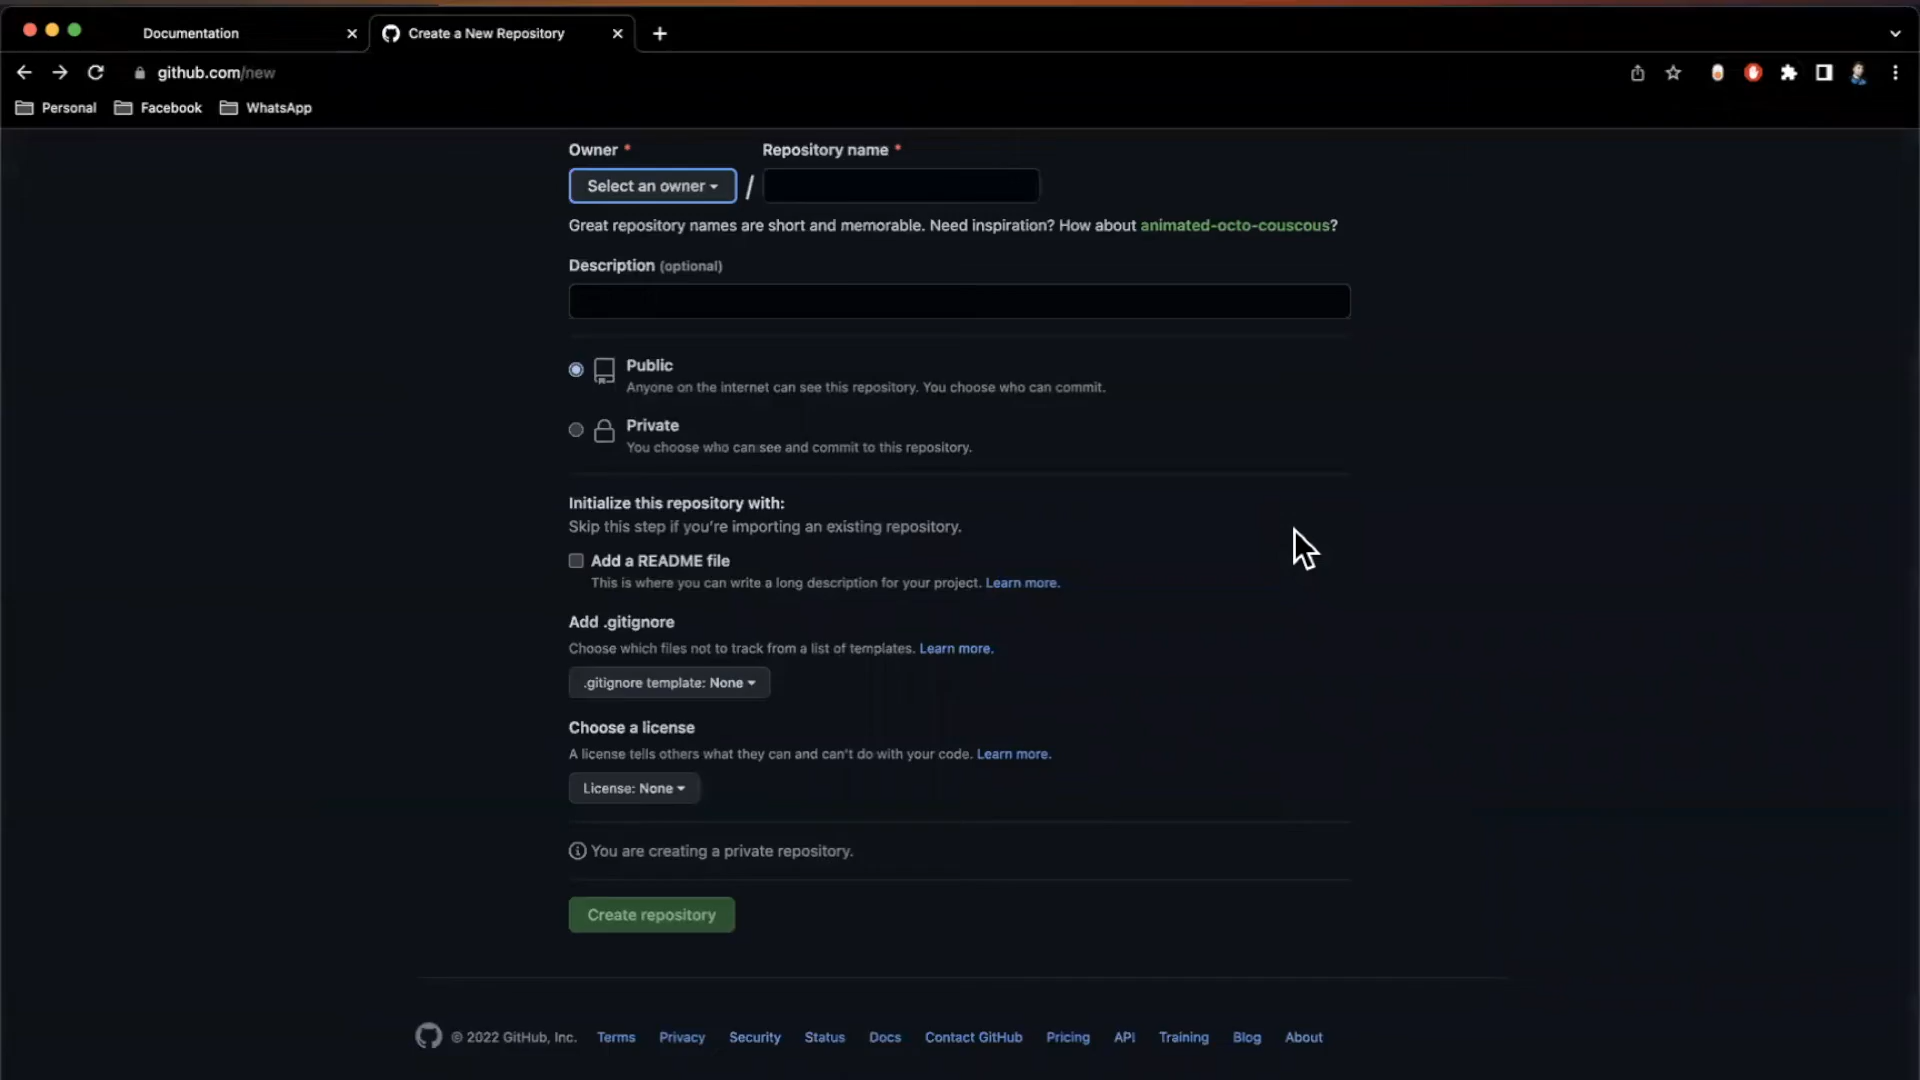 Documentation
Create a New Repository
github.com/new
Personal Facebook WhatsApp
Owner * Repository name *
Select an owner / 
Great repository names are short and memorable. Need inspiration? How about animated-octo-couscous?
Description (optional)
Public
Anyone on the internet can see this repository. You choose who can commit.
Private
You choose who can see and commit to this repository.
Initialize this repository with:
Skip this step if you're importing an existing repository.
Add a README file
This is where you can write a long description for your project. Learn more.
Add .gitignore
Choose which files not to track from a list of templates. Learn more.
.gitignore template: None
Choose a license
A license tells others what they can and can't do with your code. Learn more.
License: None
You are creating a private repository.
Create repository
© 2022 GitHub, Inc. Terms Privacy Security Status Docs Contact GitHub Pricing API Training Blog About